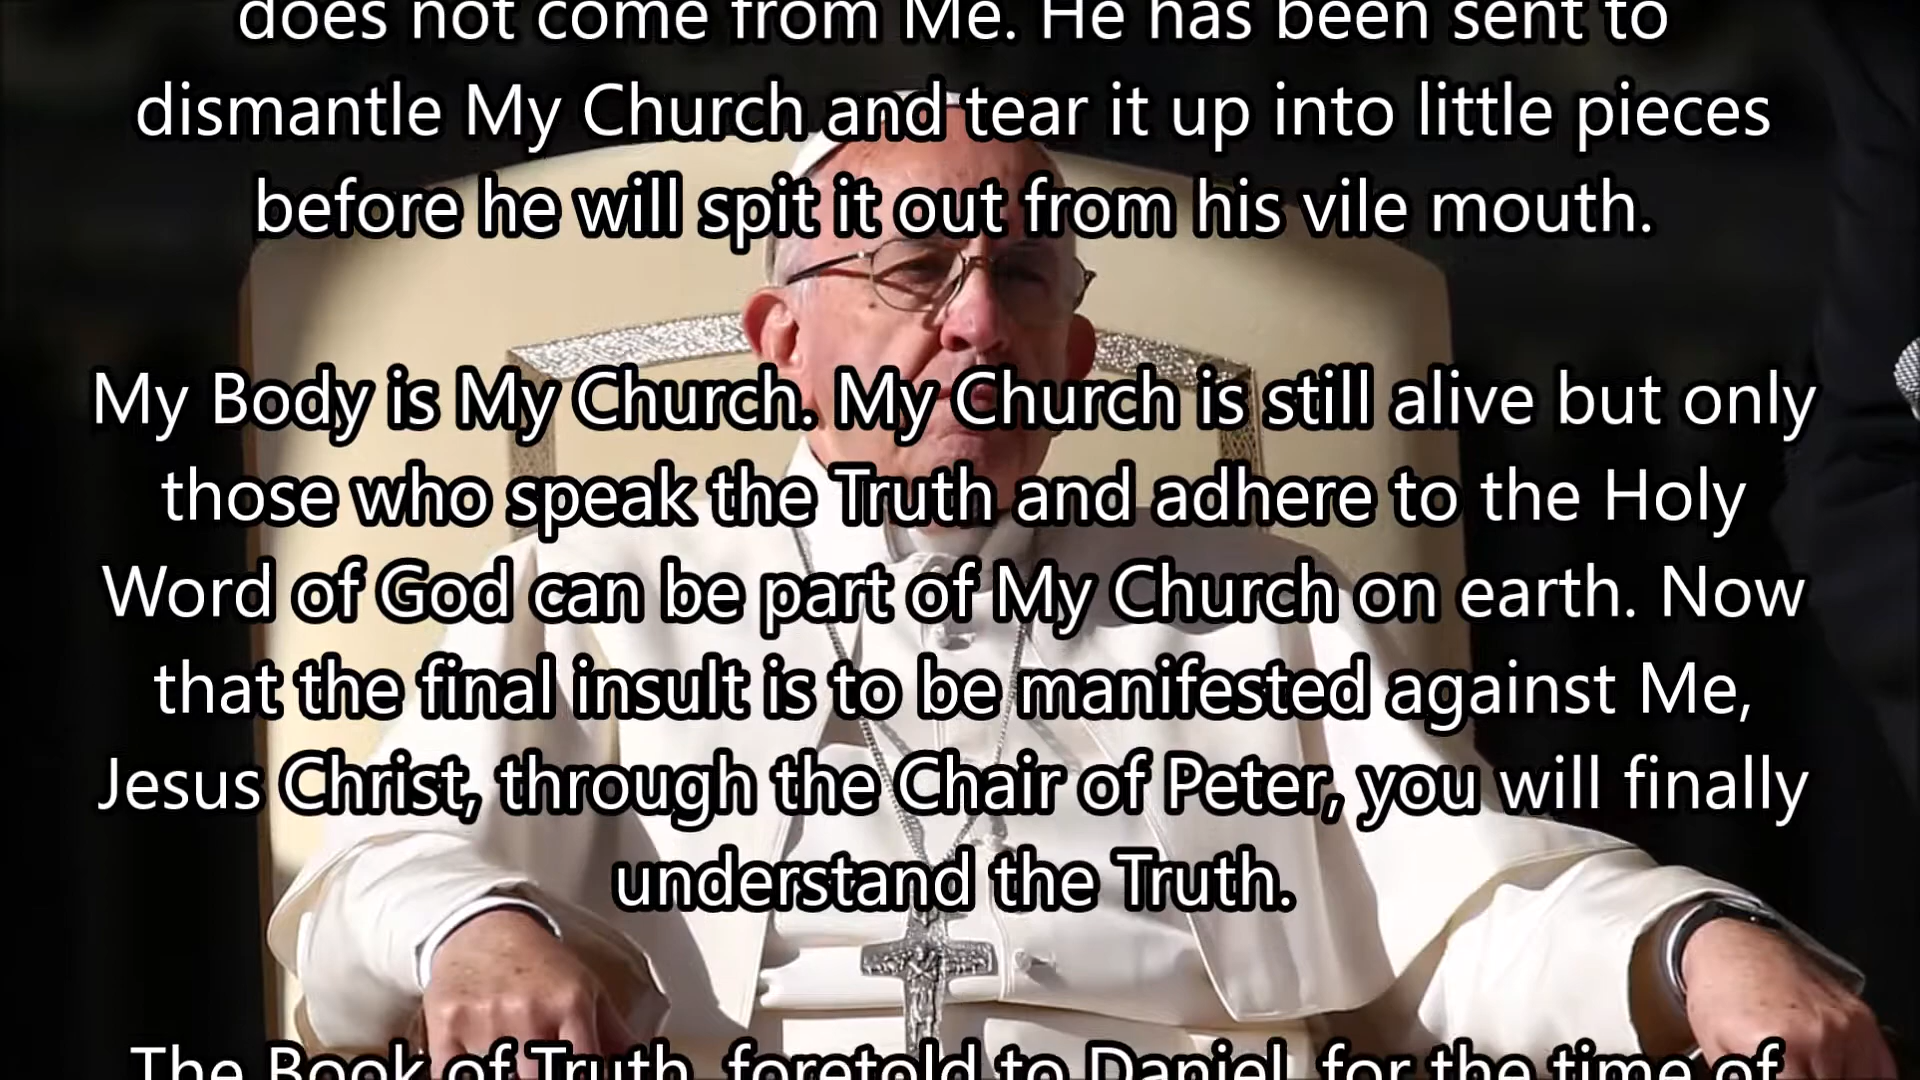 does not come from Me. He has been sent to
dismantle My Church and tear it up into little pieces
before he will spit it out from his vile mouth.
My Body is My Church. My Church is still alive but only
those who speak the Truth and adhere to the Holy
Word of God can be part of My Church on earth. Now
that the final insult is to be manifested against Me,
Jesus Christ, through the Chair of Peter, you will finally
understand the Truth.
The Book of Truth, foretold to Daniel, for the time of